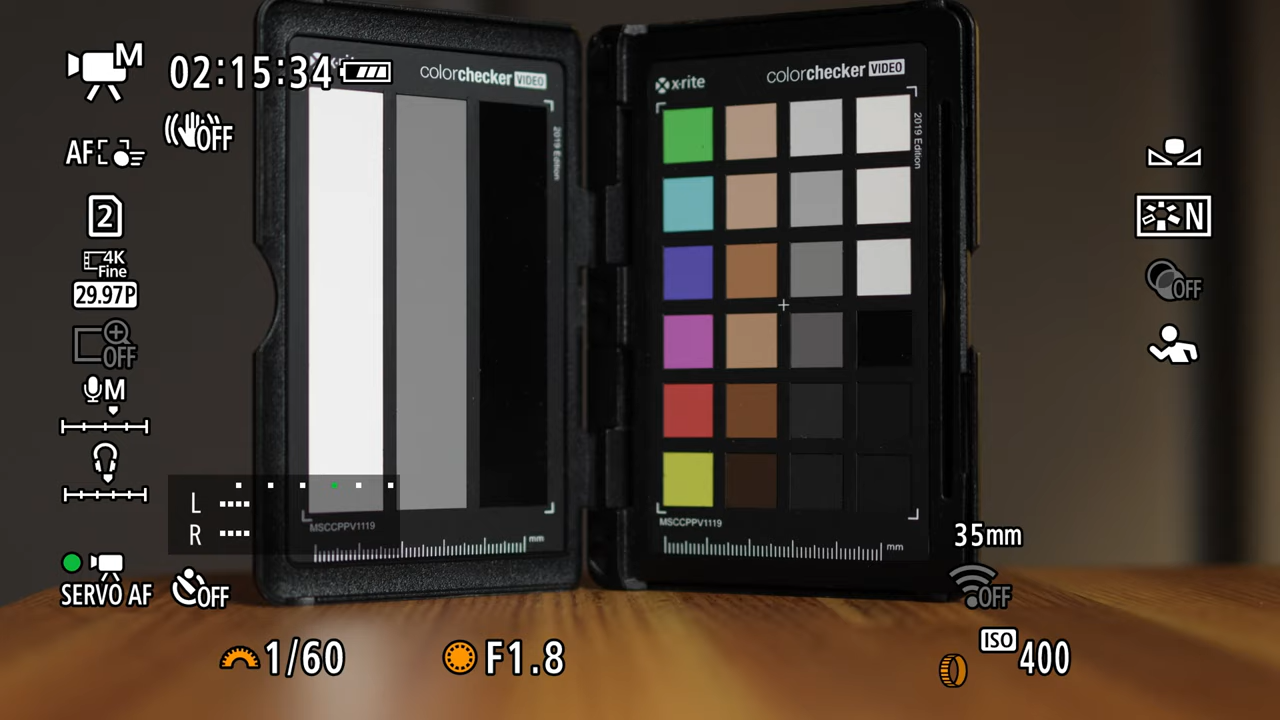 M
02:15:34
OFF
AF
2
4K
Fine
29.97P
OFF
M
L
R
SERVO AF
OFF
1/60
F1.8
x-rite
colorchecker VIDEO
2019 Edition
MSCCPPV1119
mm
x-rite
colorchecker VIDEO
2019 Edition
MSCCPPV1119
mm
N
OFF
35mm
OFF
ISO
400